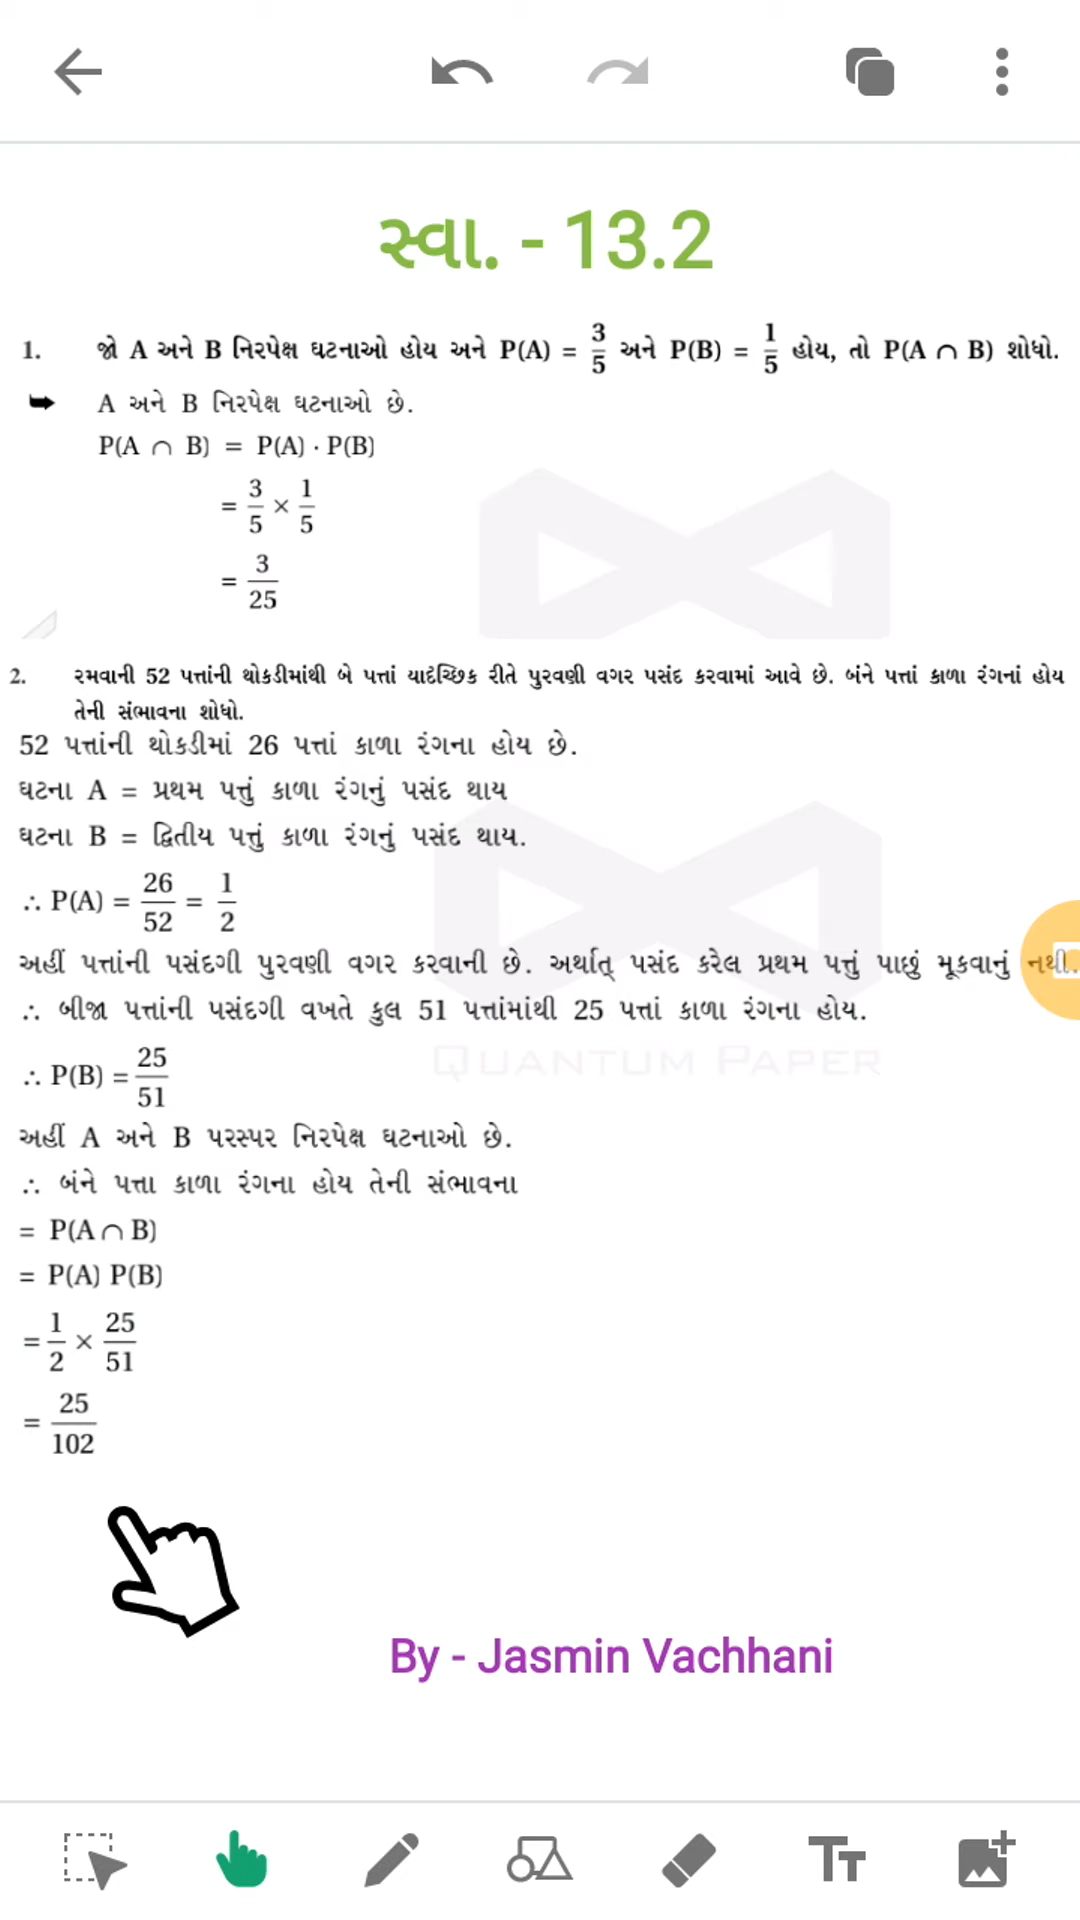 સ્વા. - 13.2
1. જો A અને B નિરપેક્ષ ઘટનાઓ હોય અને P(A) = 3/5 અને P(B) = 1/5 હોય, તો P(A ∩ B) શોધો.
➥ A અને B નિરપેક્ષ ઘટનાઓ છે.
P(A ∩ B) = P(A) · P(B)
= 3/5 × 1/5
= 3/25
2. રમવાની 52 પત્તાંની થોકડીમાંથી બે પત્તાં યાદચ્છિક રીતે પુરવણી વગર પસંદ કરવામાં આવે છે. બંને પત્તાં કાળા રંગનાં હોય
તેની સંભાવના શોધો.
52 પત્તાંની થોકડીમાં 26 પત્તાં કાળા રંગના હોય છે.
ઘટના A = પ્રથમ પત્તું કાળા રંગનું પસંદ થાય
ઘટના B = દ્વિતીય પત્તું કાળા રંગનું પસંદ થાય.
∴ P(A) = 26/52 = 1/2
અહીં પત્તાંની પસંદગી પુરવણી વગર કરવાની છે. અર્થાત્ પસંદ કરેલ પ્રથમ પત્તું પાછું મૂકવાનું નથી.
∴ બીજા પત્તાંની પસંદગી વખતે કુલ 51 પત્તાંમાંથી 25 પત્તાં કાળા રંગના હોય.
QUANTUM PAPER
∴ P(B) = 25/51
અહીં A અને B પરસ્પર નિરપેક્ષ ઘટનાઓ છે.
∴ બંને પત્તા કાળા રંગના હોય તેની સંભાવના
= P(A ∩ B)
= P(A) P(B)
= 1/2 × 25/51
= 25/102
By - Jasmin Vachhani
TT